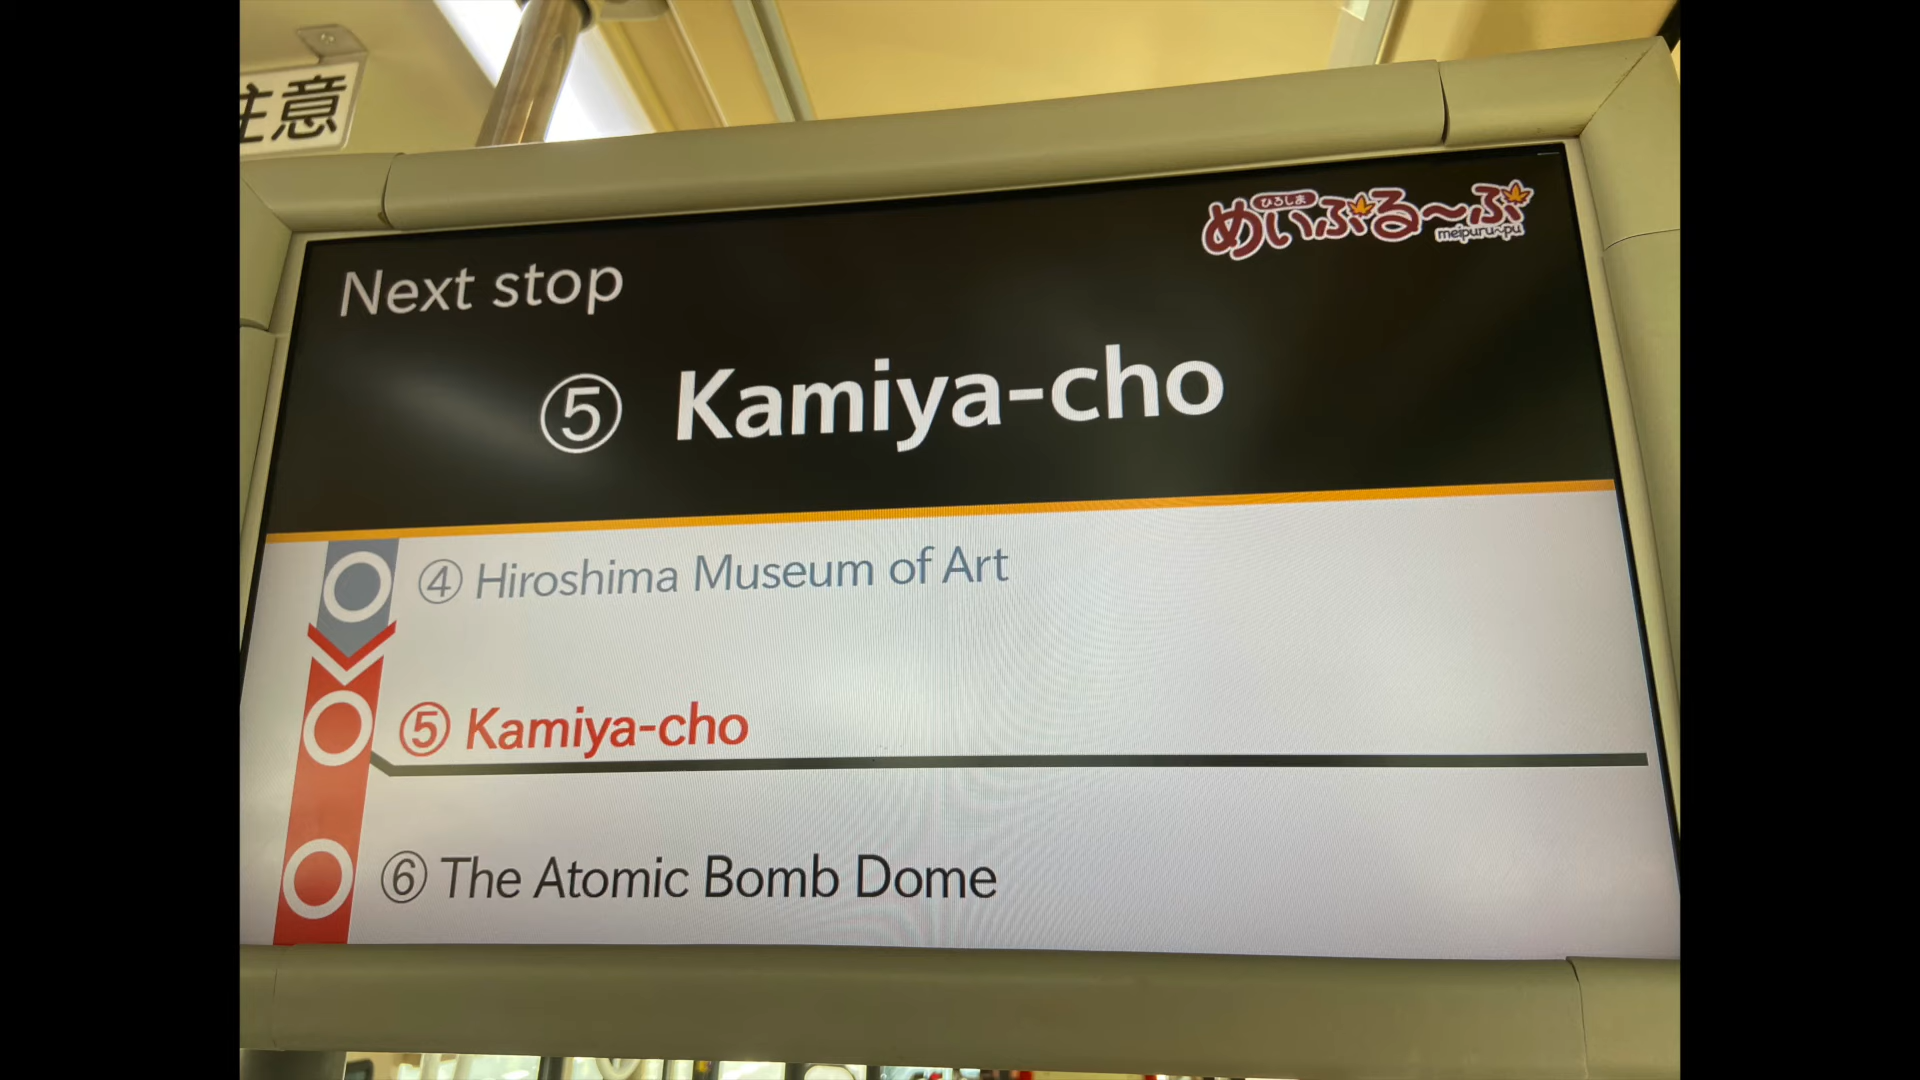 注意
ひろしま
めいぷる～ぷ
meipuru~pu
Next stop
⑤ Kamiya-cho
④ Hiroshima Museum of Art
⑤ Kamiya-cho
⑥ The Atomic Bomb Dome